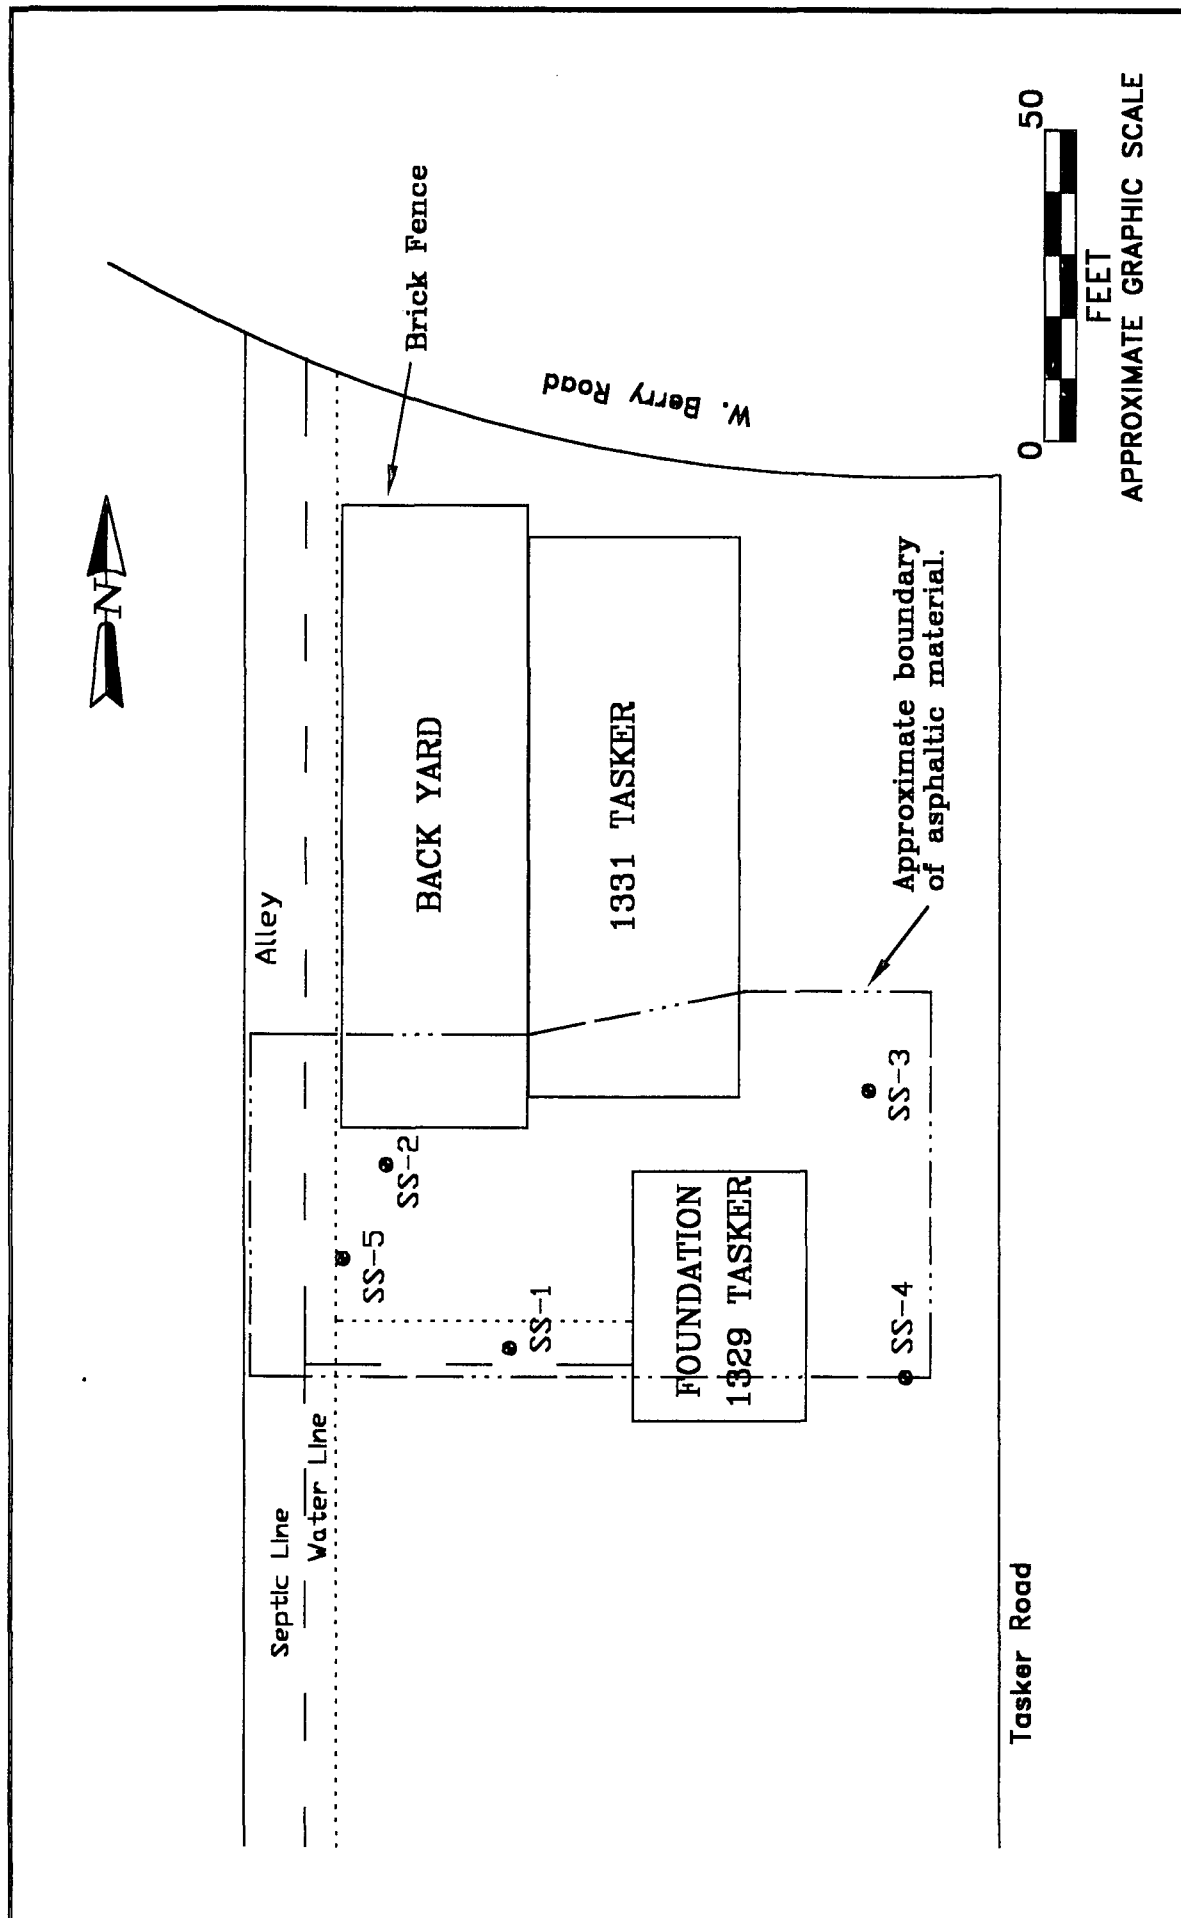 N
Alley
Septic Line
Water Line
Brick Fence
W. Berry Road
BACK YARD
1331 TASKER
SS-2
SS-5
SS-1
FOUNDATION
1329 TASKER
SS-3
SS-4
Approximate boundary
of asphaltic material.
Tasker Road
0 50
FEET
APPROXIMATE GRAPHIC SCALE